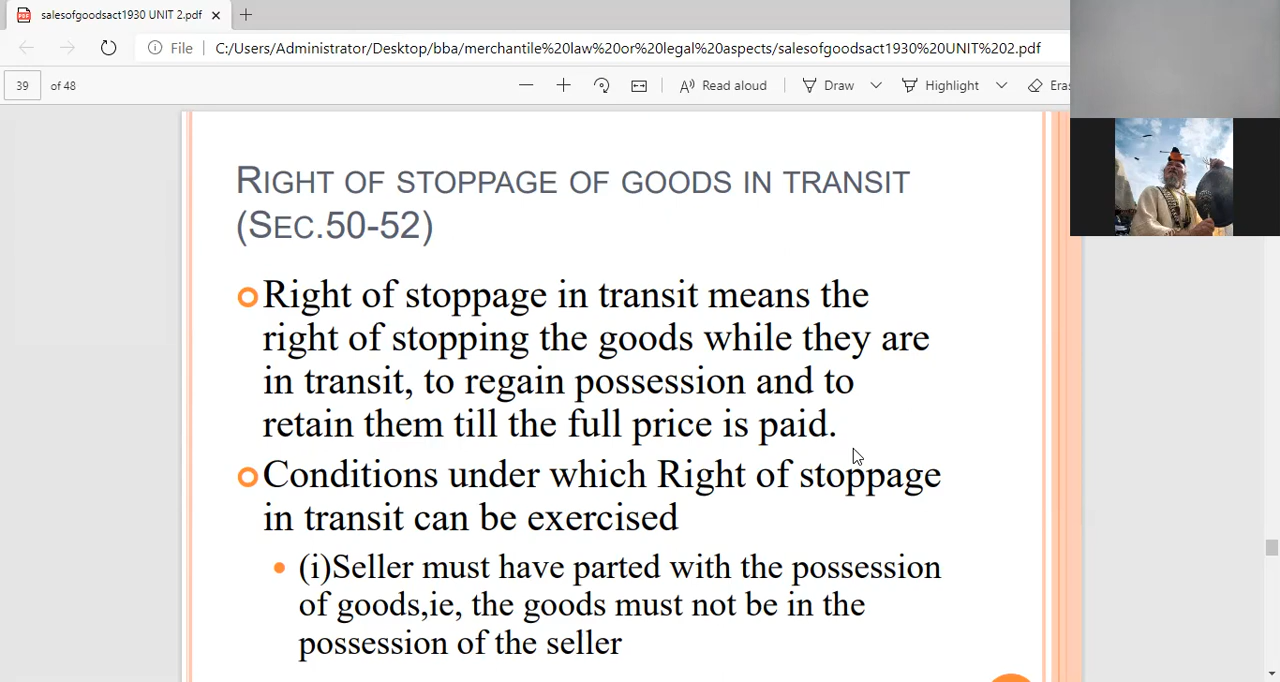 salesofgoodsact1930 UNIT 2.pdf
File C:/Users/Administrator/Desktop/bba/merchantile%20law%20or%20legal%20aspects/salesofgoodsact1930%20UNIT%202.pdf
39 of 48 Read aloud Draw Highlight Eras
RIGHT OF STOPPAGE OF GOODS IN TRANSIT
(SEC.50-52)
Right of stoppage in transit means the
right of stopping the goods while they are
in transit, to regain possession and to
retain them till the full price is paid.
Conditions under which Right of stoppage
in transit can be exercised
(i)Seller must have parted with the possession
of goods,ie, the goods must not be in the
possession of the seller